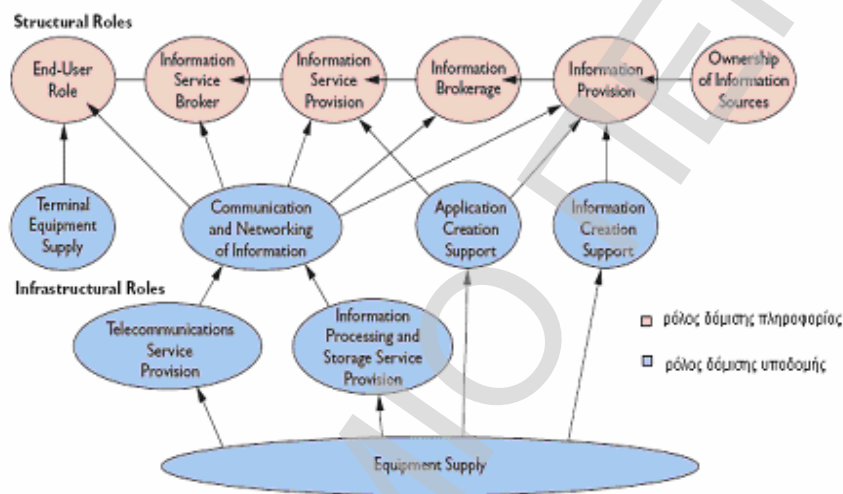 Structural Roles
End-User
Role
Information
Service
Broker
Information
Service
Provision
Information
Brokerage
Information
Provision
Ownership
of Information
Sources
Terminal
Equipment
Supply
Communication
and Networking
of Information
Application
Creation
Support
Information
Creation
Support
Infrastructural Roles
Telecommunications
Service
Provision
Information
Processing and
Storage Service
Provision
ρόλος δόμισης πληροφορίας
ρόλος δόμισης υποδομής
Equipment Supply